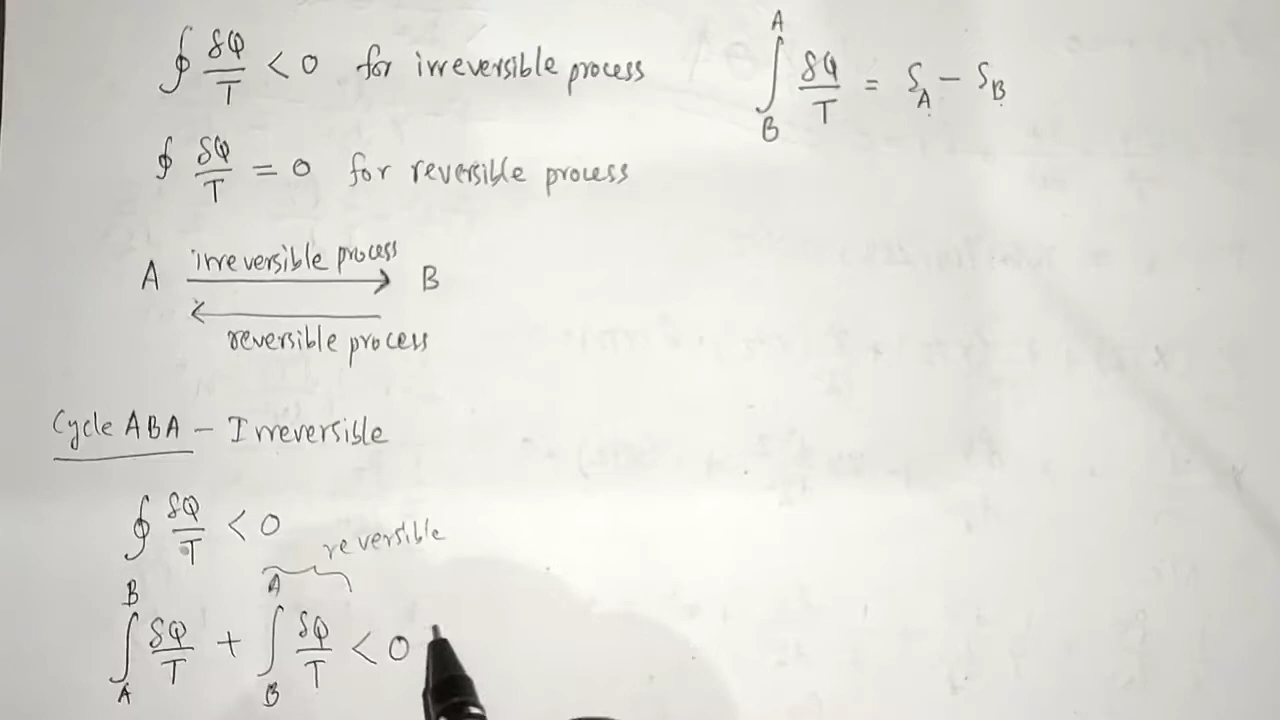 ∮ δQ/T < 0 for irreversible process
∫_B^A δQ/T = S_A − S_B
∮ δQ/T = 0 for reversible process
A irreversible process B
reversible process
Cycle ABA − Irreversible
∮ δQ/T < 0
reversible
∫_A^B δQ/T + ∫_B^A δQ/T < 0